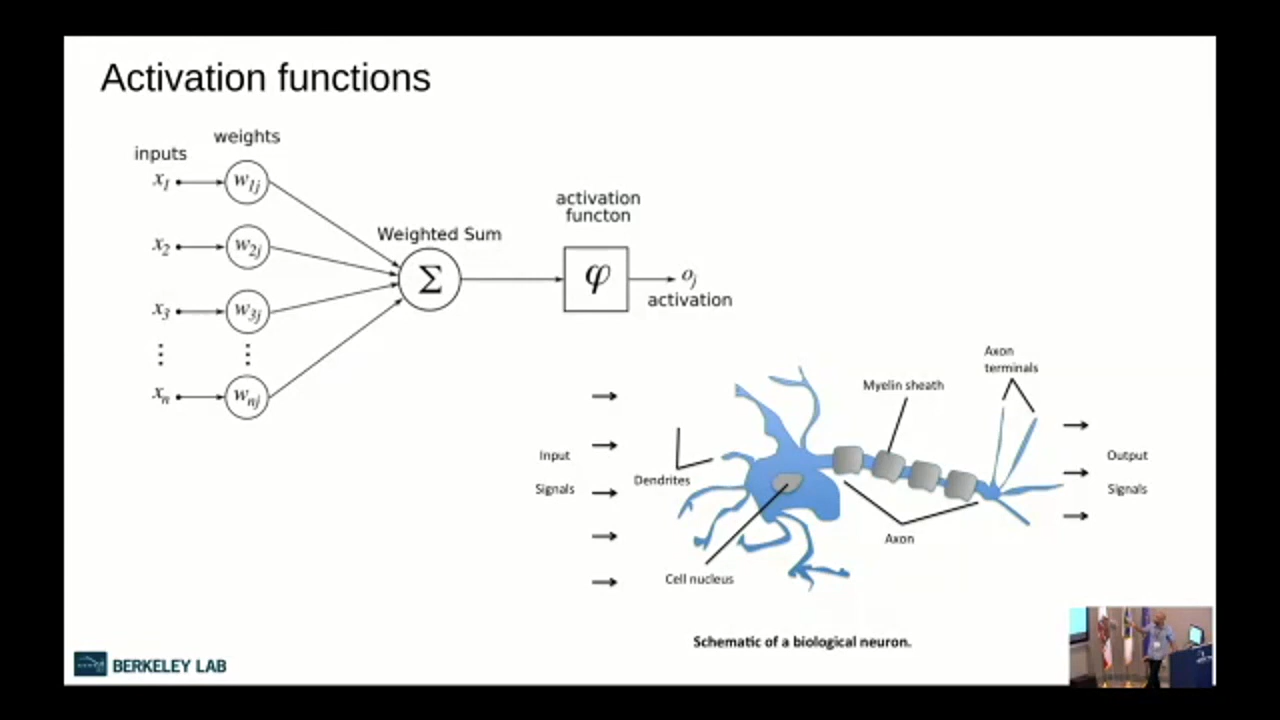 Activation functions
weights
inputs
x1
w1j
x2
w2j
x3
w3j
xn
wnj
Weighted Sum
Σ
activation
functon
φ
oj
activation
Axon
terminals
Myelin sheath
Input
Signals
Dendrites
Output
Signals
Axon
Cell nucleus
Schematic of a biological neuron.
BERKELEY LAB